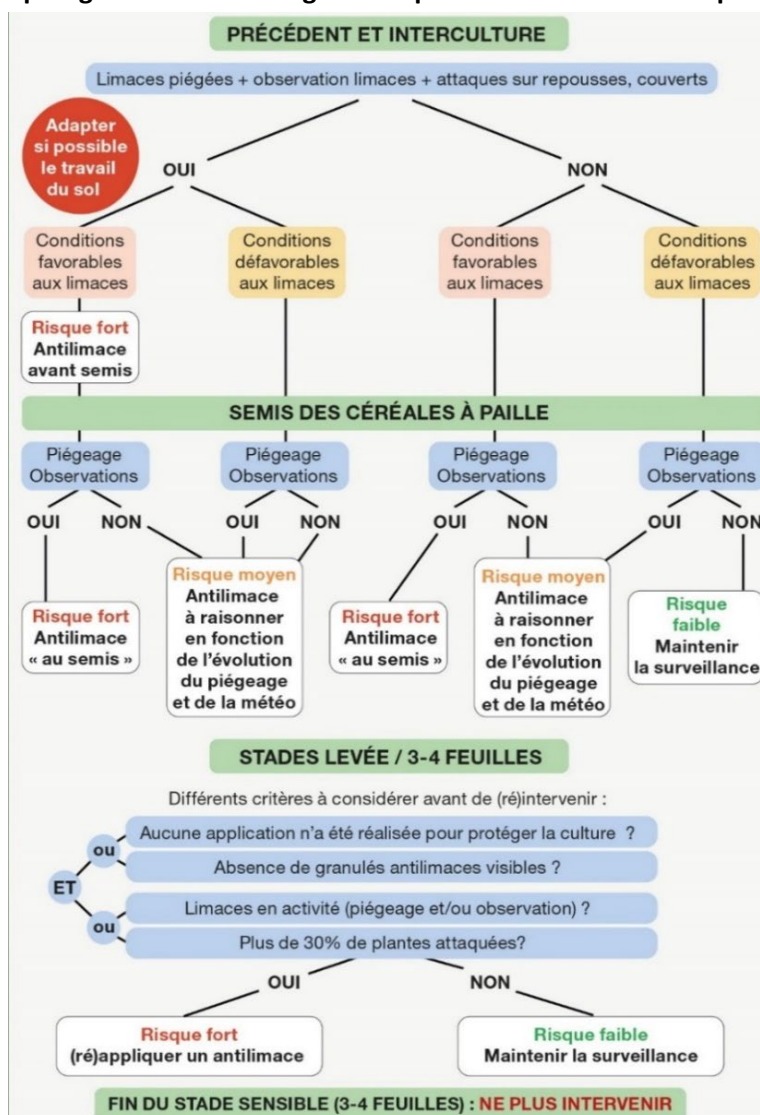 PRÉCÉDENT ET INTERCULTURE
Limaces piégées + observation limaces + attaques sur repousses, couverts
Adapter
si possible
le travail
du sol
OUI
NON
Conditions
favorables
aux limaces
Conditions
défavorables
aux limaces
Conditions
favorables
aux limaces
Conditions
défavorables
aux limaces
Risque fort
Antilimace
avant semis
SEMIS DES CÉRÉALES À PAILLE
Piégeage
Observations
Piégeage
Observations
Piégeage
Observations
Piégeage
Observations
OUI NON
OUI NON
OUI NON
OUI NON
Risque fort
Antilimace
« au semis »
Risque moyen
Antilimace
à raisonner
en fonction
de l'évolution
du piégeage
et de la météo
Risque fort
Antilimace
« au semis »
Risque moyen
Antilimace
à raisonner
en fonction
de l'évolution
du piégeage
et de la météo
Risque
faible
Maintenir
la surveillance
STADES LEVÉE / 3-4 FEUILLES
Différents critères à considérer avant de (ré)intervenir :
Aucune application n'a été réalisée pour protéger la culture ?
ou
Absence de granulés antilimaces visibles ?
ET
Limaces en activité (piégeage et/ou observation) ?
ou
Plus de 30% de plantes attaquées?
OUI
NON
Risque fort
(ré)appliquer un antilimace
Risque faible
Maintenir la surveillance
FIN DU STADE SENSIBLE (3-4 FEUILLES) : NE PLUS INTERVENIR